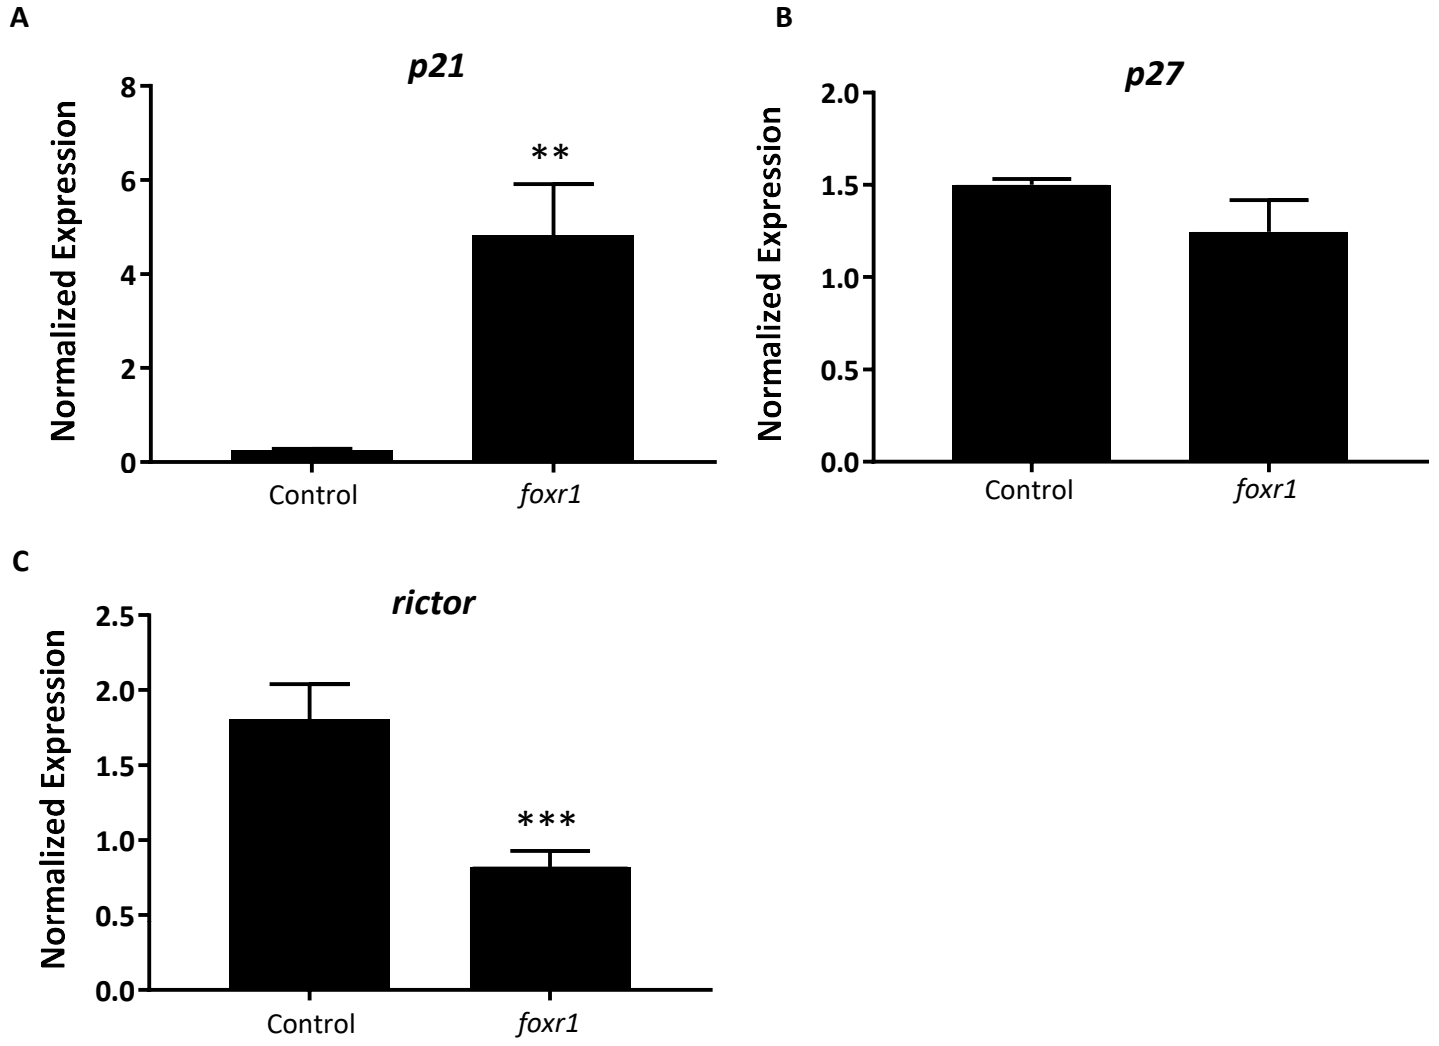 A
p21
Normalized Expression
8
6
4
2
0
**
Control
foxr1
B
p27
Normalized Expression
2.0
1.5
1.0
0.5
0.0
Control
foxr1
C
rictor
Normalized Expression
2.5
2.0
1.5
1.0
0.5
0.0
***
Control
foxr1